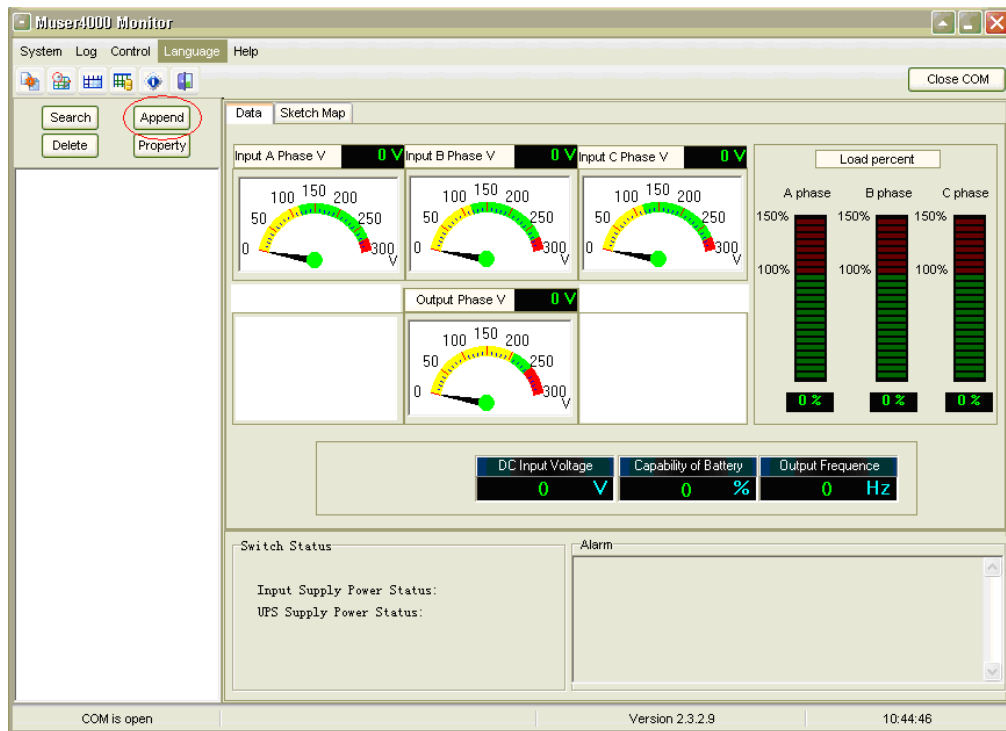 Muser4000 Monitor
System Log Control Language Help
Close COM
Search Append
Delete Property
Data Sketch Map
Input A Phase V 0 V Input B Phase V 0 V Input C Phase V 0 V
0 50 100 150 200 250 300 V
0 50 100 150 200 250 300 V
0 50 100 150 200 250 300 V
Output Phase V 0 V
0 50 100 150 200 250 300 V
Load percent
A phase B phase C phase
150% 150% 150%
100% 100% 100%
0 % 0 % 0 %
DC Input Voltage Capability of Battery Output Frequence
0 V 0 % 0 Hz
Switch Status
Input Supply Power Status:
UPS Supply Power Status:
Alarm
COM is open Version 2.3.2.9 10:44:46